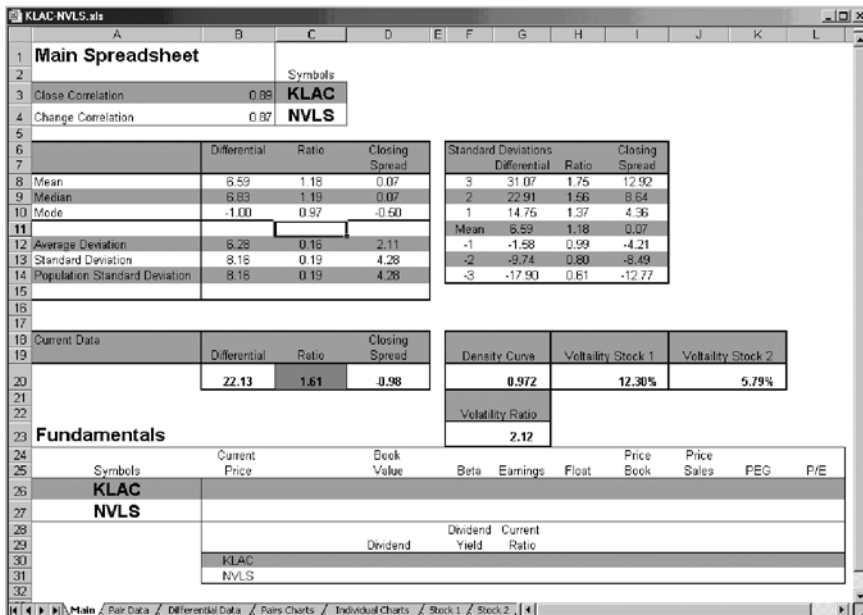 KLAC-NVLS.xls
A B C D E F G H I J K L
1 Main Spreadsheet
2 Symbols
3 Close Correlation 0.89 KLAC
4 Change Correlation 0.87 NVLS
5
6 Differential Ratio Closing Standard Deviations Closing
7 Spread Differential Ratio Spread
8 Mean 6.59 1.18 0.07 3 31.07 1.75 12.92
9 Median 6.83 1.19 0.07 2 22.91 1.56 8.64
10 Mode -1.00 0.97 -0.50 1 14.75 1.37 4.36
11 Mean 6.59 1.18 0.07
12 Average Deviation 6.28 0.16 2.11 -1 -1.58 0.99 -4.21
13 Standard Deviation 8.16 0.19 4.28 -2 -9.74 0.80 -8.49
14 Population Standard Deviation 8.16 0.19 4.28 -3 -17.90 0.61 -12.77
15
16
17
18 Current Data Closing
19 Differential Ratio Spread Density Curve Voltaility Stock 1 Voltaility Stock 2
20 22.13 1.61 -0.98 0.972 12.30% 5.79%
21
22 Volatility Ratio
23 Fundamentals 2.12
24 Current Book Price Price
25 Symbols Price Value Beta Earnings Float Book Sales PEG P/E
26 KLAC
27 NVLS
28 Dividend Current
29 Dividend Yield Ratio
30 KLAC
31 NVLS
32
Main / Pair Data / Differential Data / Pairs Charts / Individual Charts / Stock 1 / Stock 2